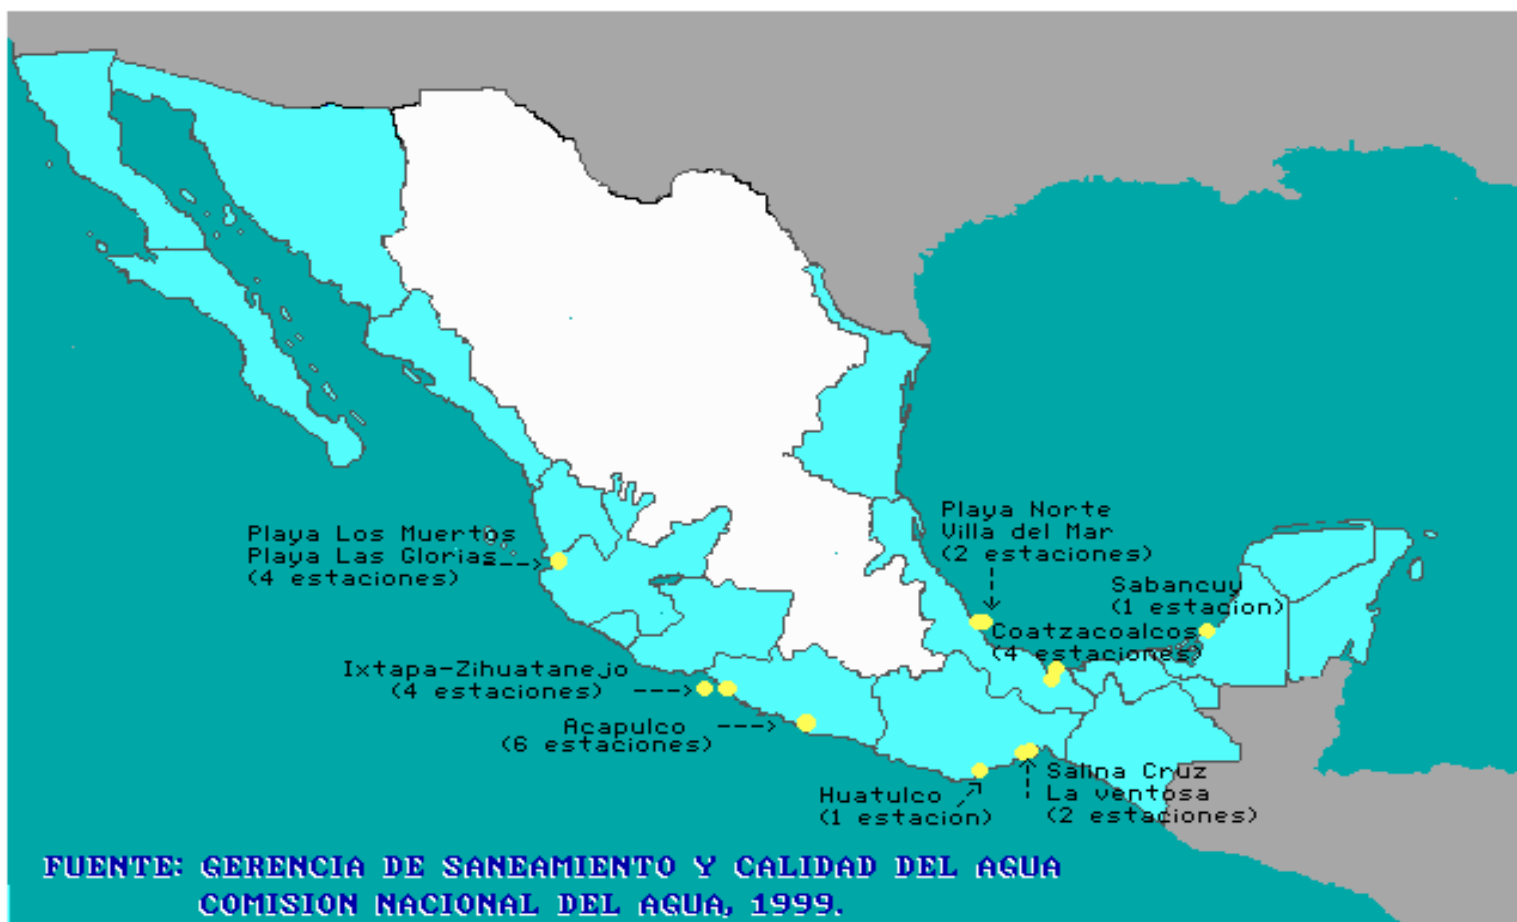 Playa Los Muertos
Playa Las Glorias
(4 estaciones)
Playa Norte
Villa del Mar
(2 estaciones)
Sabancuy
(1 estacion)
Coatzacoalcos
(4 estaciones)
Ixtapa-Zihuatanejo
(4 estaciones)
Acapulco
(6 estaciones)
Huatulco
(1 estacion)
Salina Cruz
La ventosa
(2 estaciones)
FUENTE: GERENCIA DE SANEAMIENTO Y CALIDAD DEL AGUA
COMISION NACIONAL DEL AGUA, 1999.